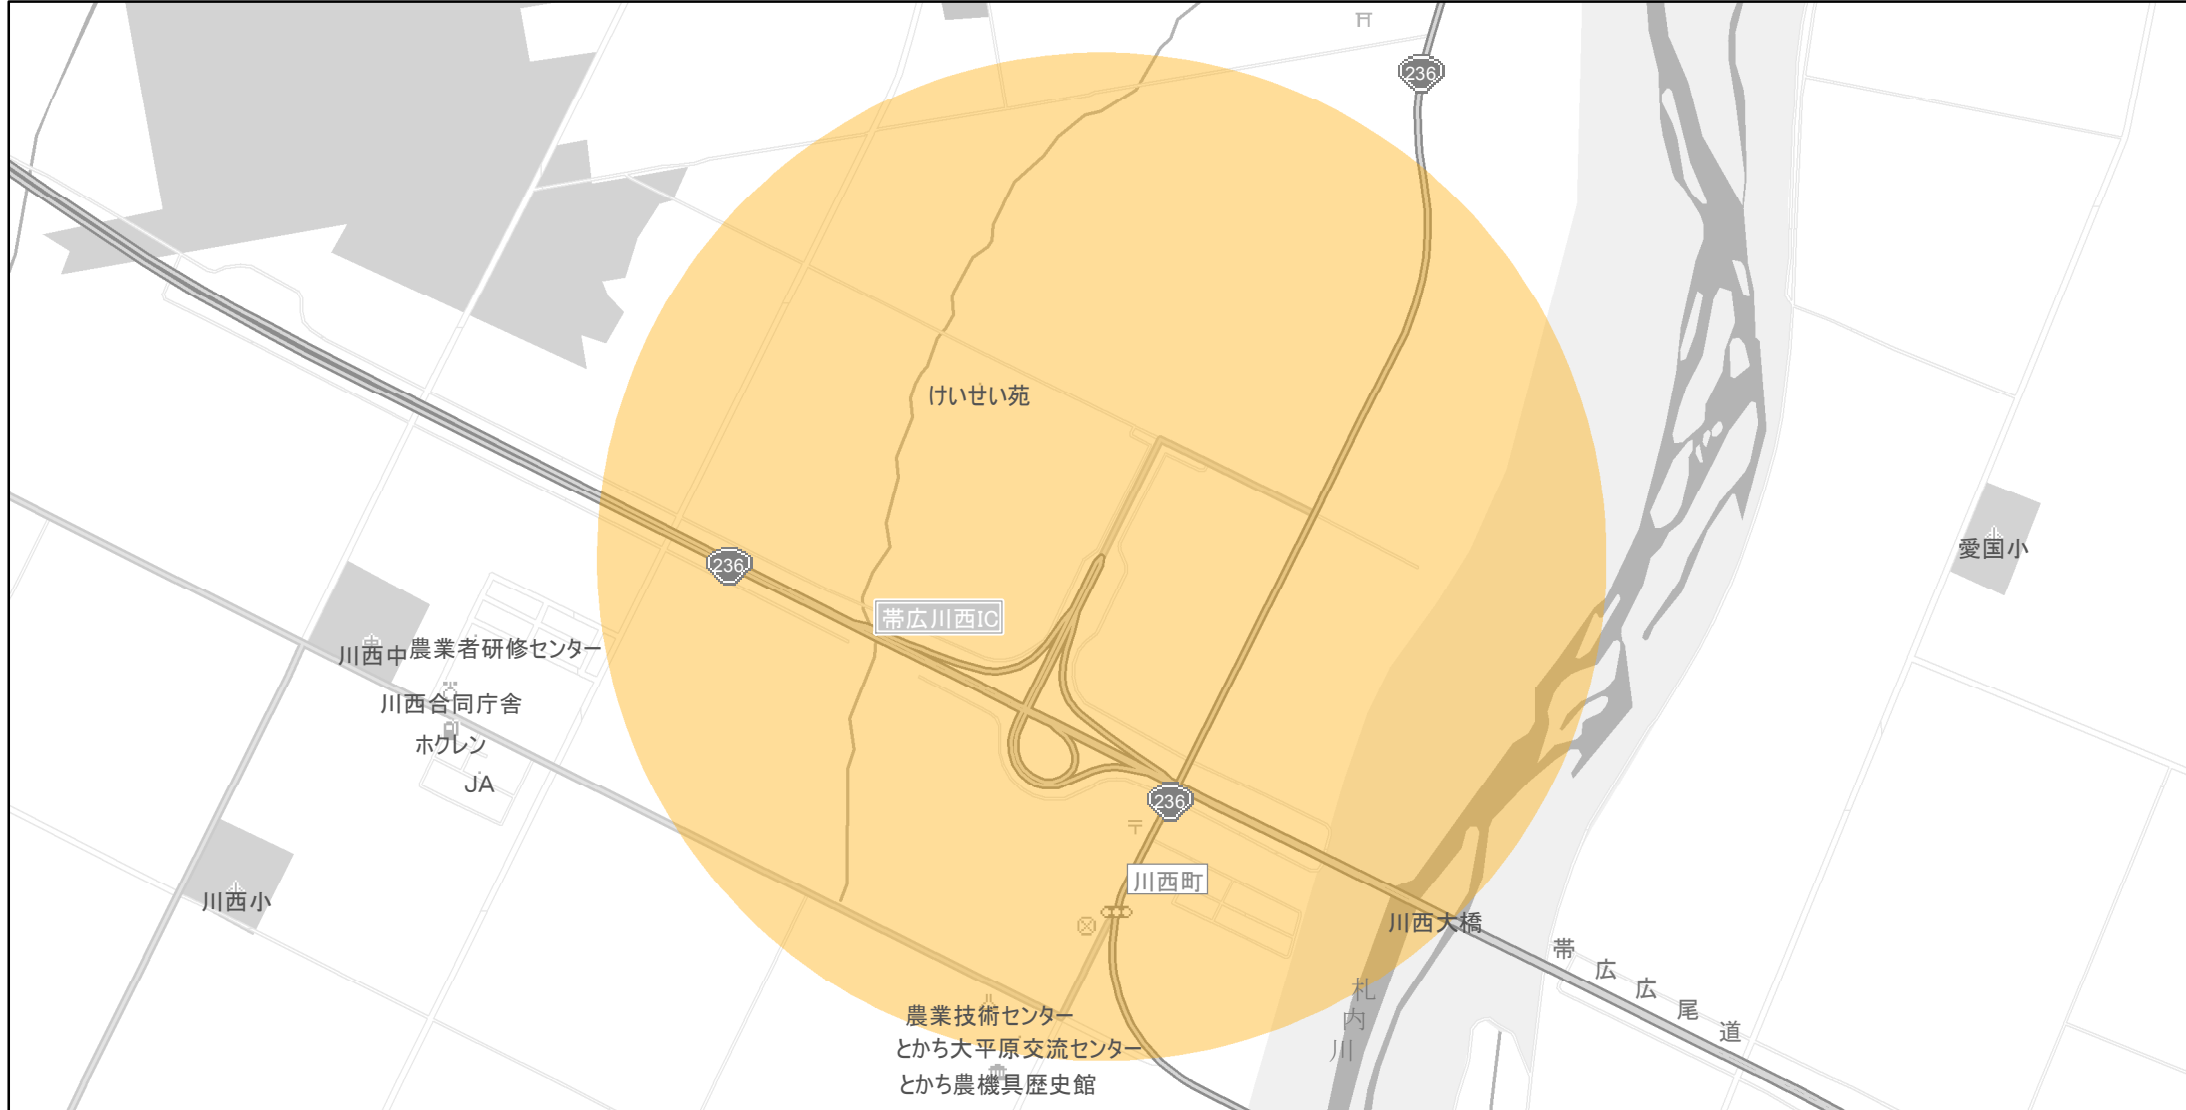 236
けいせい苑
愛国小
236
帯広川西IC
川西中
農業者研修センター
川西合同庁舎
ホクレン
JA
236
川西町
川西小
川西大橋
帯広広尾道
札内川
農業技術センター
とかち大平原交流センター
とかち農機具歴史館